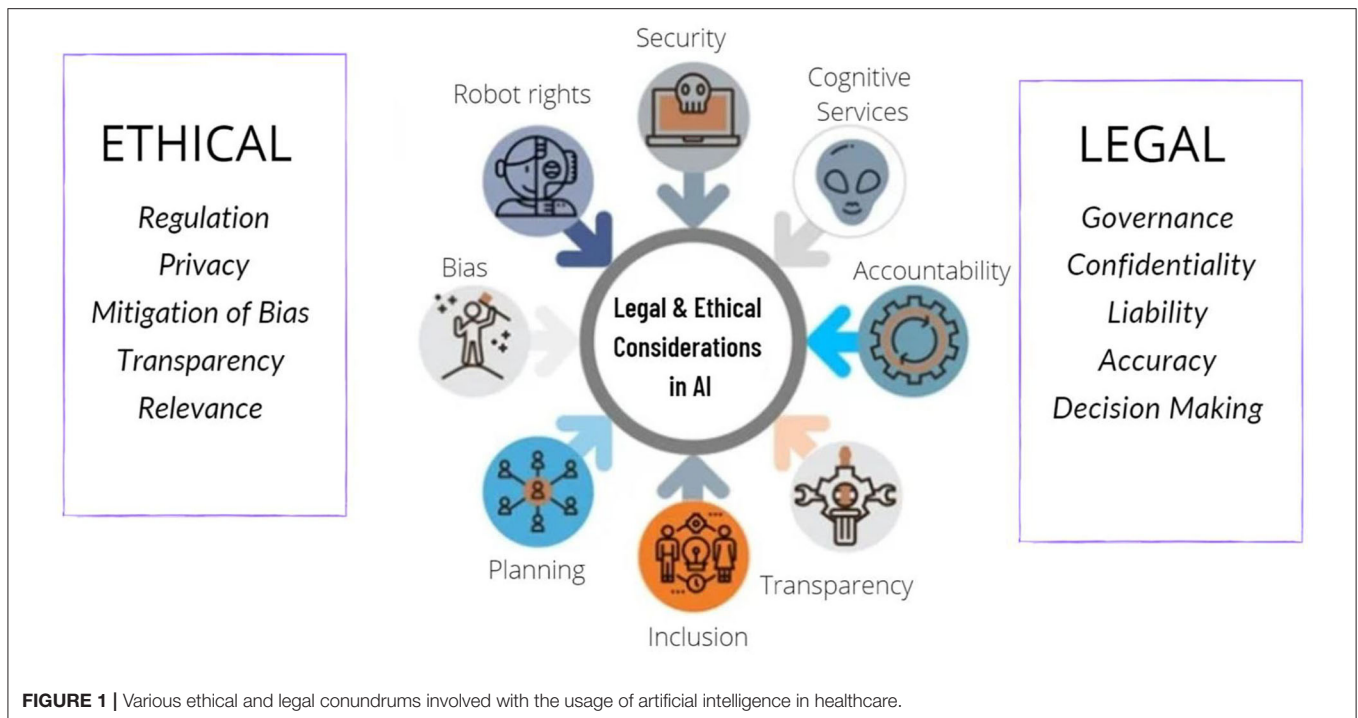 ETHICAL
Regulation
Privacy
Mitigation of Bias
Transparency
Relevance
Security
Robot rights
Cognitive
Services
Bias
Accountability
Legal & Ethical
Considerations
in AI
Planning
Transparency
Inclusion
LEGAL
Governance
Confidentiality
Liability
Accuracy
Decision Making
FIGURE 1 | Various ethical and legal conundrums involved with the usage of artificial intelligence in healthcare.